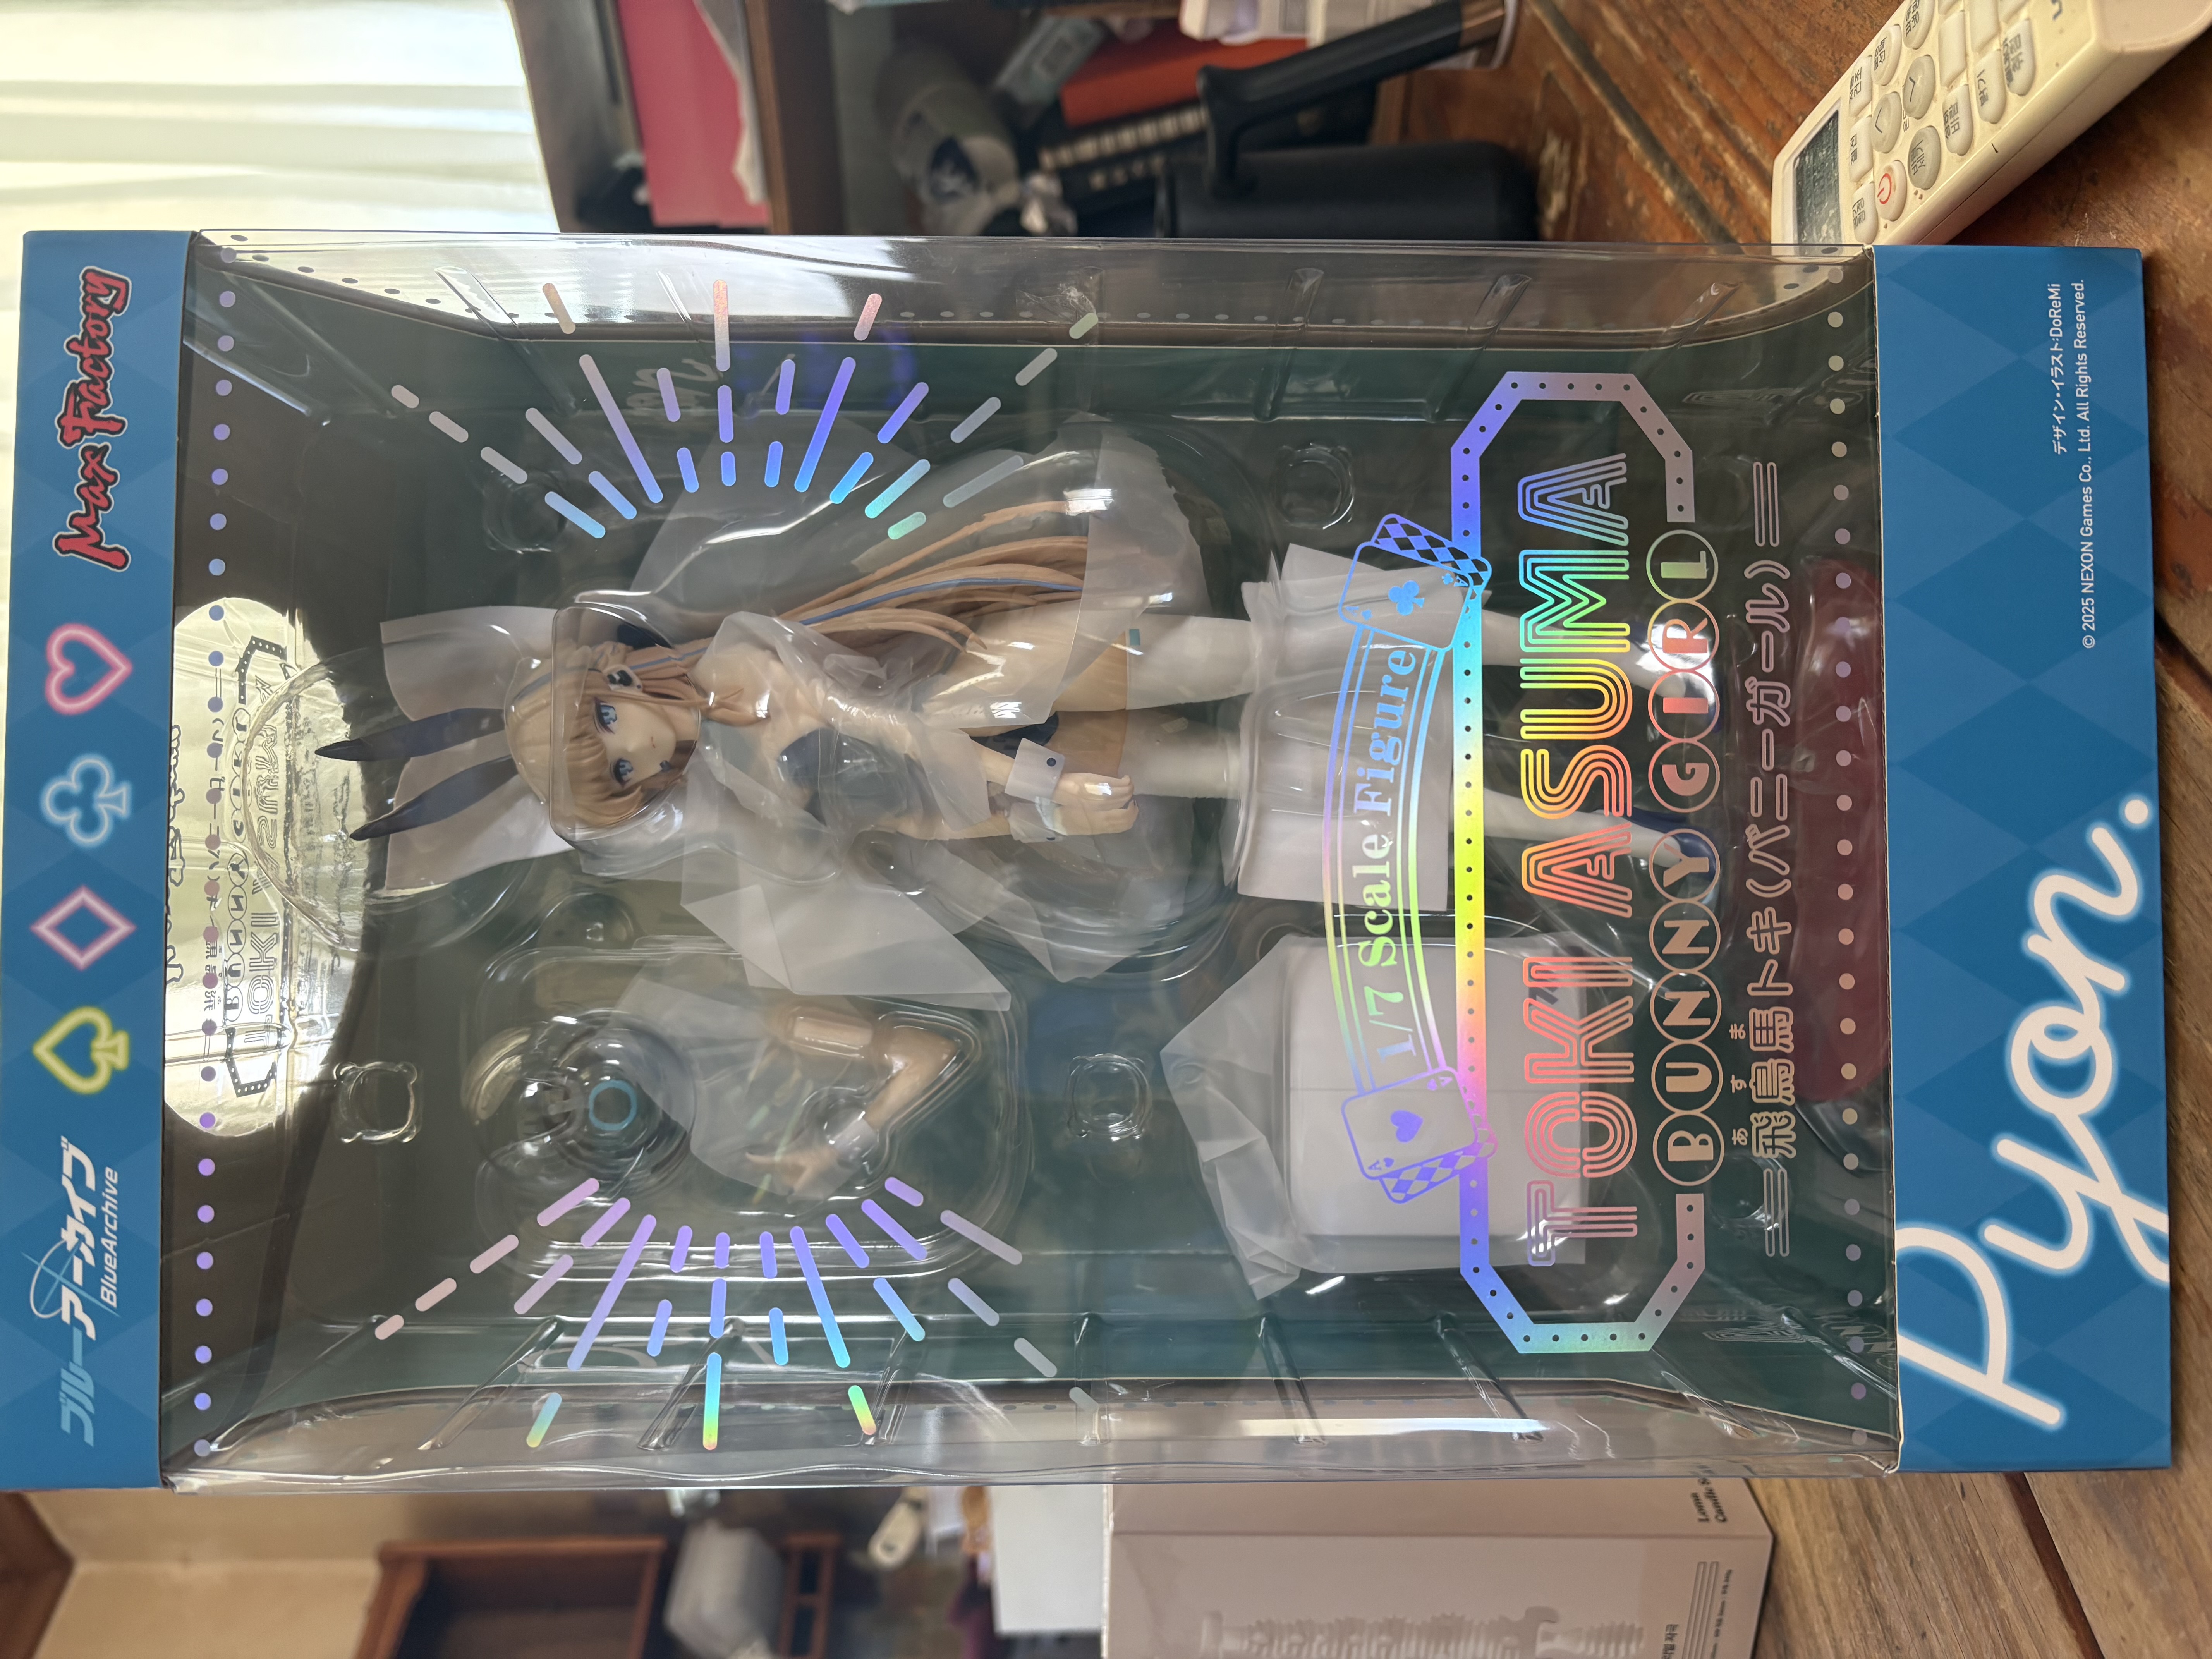 ブルーアーカイブ
BlueArchive
Max Factory
1/7 Scale Figure
A
A
TOKI ASUMA
BUNNY GIRL
あすま
飛鳥馬トキ(バニーガール)
Pyon.
デザイン・イラスト:DoReMi
© 2025 NEXON Games Co., Ltd. All Rights Reserved.